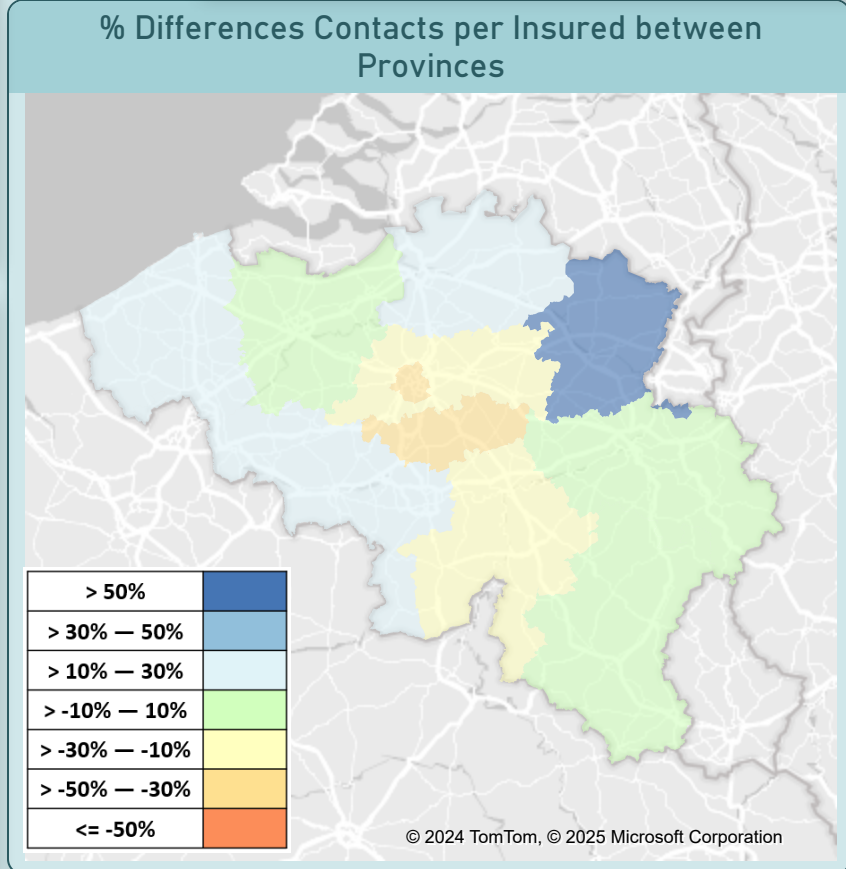 % Differences Contacts per Insured between
Provinces
> 50%
> 30% — 50%
> 10% — 30%
> -10% — 10%
> -30% — -10%
> -50% — -30%
<= -50%
© 2024 TomTom, © 2025 Microsoft Corporation